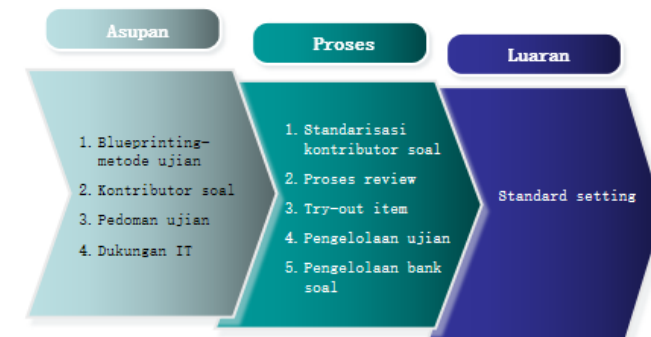 Asupan
1. Blueprinting-
metode ujian
2. Kontributor soal
3. Pedoman ujian
4. Dukungan IT
Proses
1. Standarisasi
kontributor soal
2. Proses review
3. Try-out item
4. Pengelolaan ujian
5. Pengelolaan bank
soal
Luaran
Standard setting